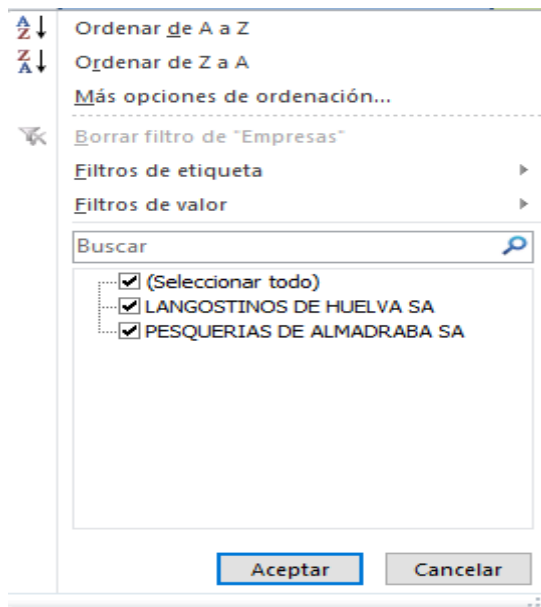 Ordenar de A a Z
Ordenar de Z a A
Más opciones de ordenación...
Borrar filtro de "Empresas"
Filtros de etiqueta
Filtros de valor
Buscar
(Seleccionar todo)
LANGOSTINOS DE HUELVA SA
PESQUERIAS DE ALMADRABA SA
Aceptar Cancelar